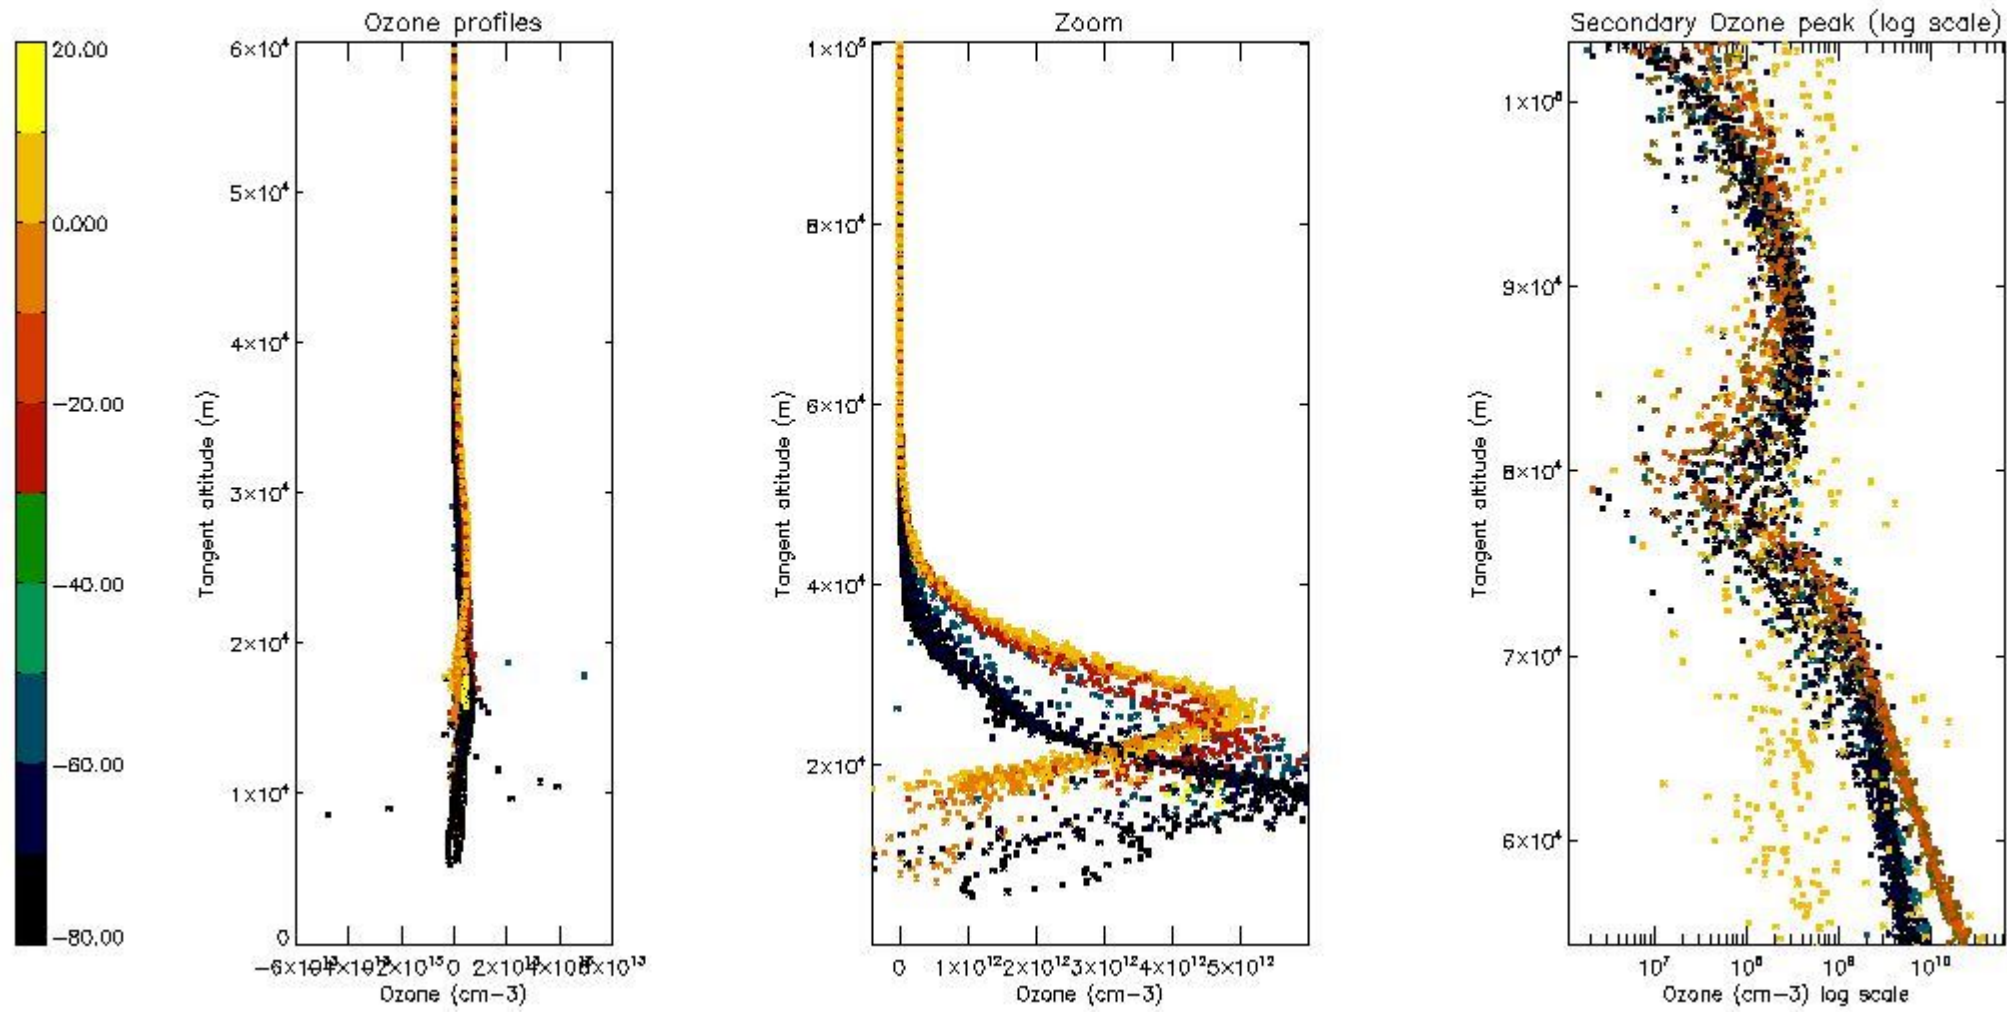 Ozone profiles
Zoom
Secondary Ozone peak (log scale)
20.00
0.000
−20.00
−40.00
−60.00
−80.00
6×10⁴
5×10⁴
4×10⁴
3×10⁴
2×10⁴
1×10⁴
0
Tangent altitude (m)
0
Ozone (cm−3)
1×10⁵
8×10⁴
6×10⁴
4×10⁴
2×10⁴
Tangent altitude (m)
0 1×10¹² 2×10¹² 3×10¹² 4×10¹² 5×10¹²
Ozone (cm−3)
9×10⁴
8×10⁴
7×10⁴
6×10⁴
Tangent altitude (m)
10⁷ 10⁹ 10¹⁰
Ozone (cm−3) log scale